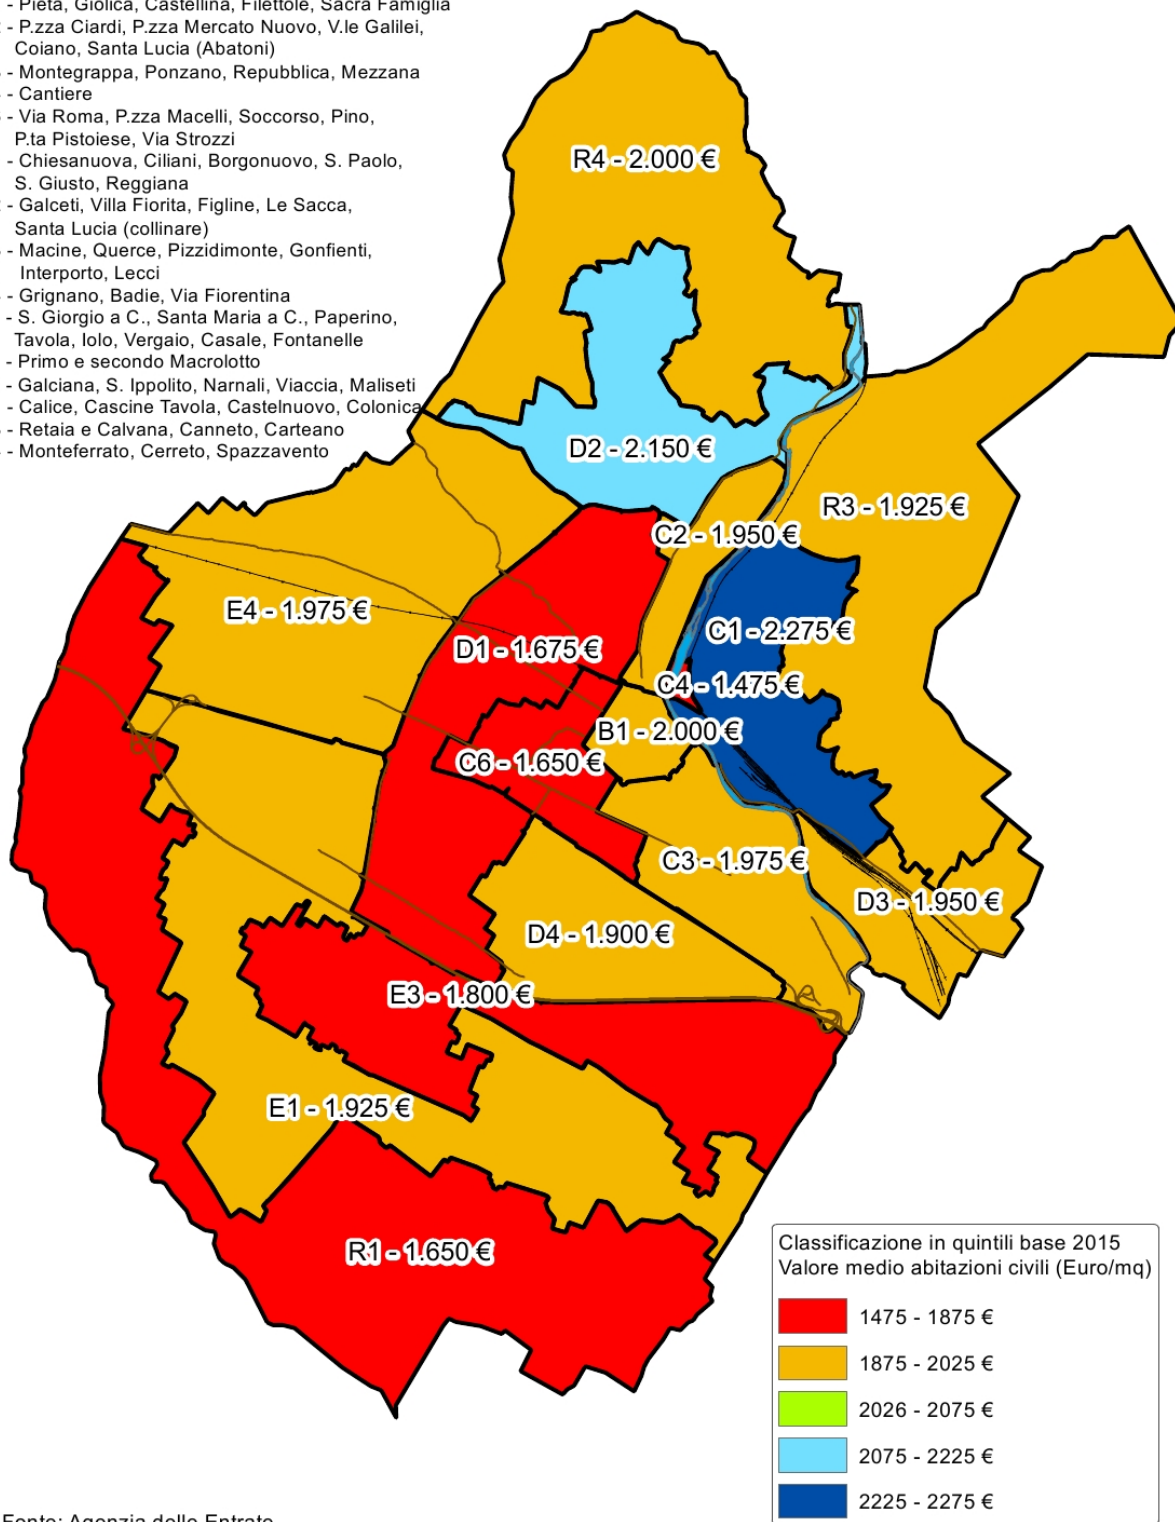 - Pietà, Giolica, Castellina, Filettole, Sacra Famiglia
- P.zza Ciardi, P.zza Mercato Nuovo, V.le Galilei,
Coiano, Santa Lucia (Abatoni)
- Montegrappa, Ponzano, Repubblica, Mezzana
- Cantiere
- Via Roma, P.zza Macelli, Soccorso, Pino,
P.ta Pistoiese, Via Strozzi
- Chiesanuova, Ciliani, Borgonuovo, S. Paolo,
S. Giusto, Reggiana
- Galceti, Villa Fiorita, Figline, Le Sacca,
Santa Lucia (collinare)
- Macine, Querce, Pizzidimonte, Gonfienti,
Interporto, Lecci
- Grignano, Badie, Via Fiorentina
- S. Giorgio a C., Santa Maria a C., Paperino,
Tavola, Iolo, Vergaio, Casale, Fontanelle
- Primo e secondo Macrolotto
- Galciana, S. Ippolito, Narnali, Viaccia, Maliseti
- Calice, Cascine Tavola, Castelnuovo, Colonica
- Retaia e Calvana, Canneto, Carteano
- Monteferrato, Cerreto, Spazzavento
R4 - 2.000 €
D2 - 2.150 €
R3 - 1.925 €
C2 - 1.950 €
E4 - 1.975 €
C1 - 2.275 €
D1 - 1.675 €
C4 - 1.475 €
B1 - 2.000 €
C6 - 1.650 €
C3 - 1.975 €
D3 - 1.950 €
D4 - 1.900 €
E3 - 1.800 €
E1 - 1.925 €
R1 - 1.650 €
Classificazione in quintili base 2015
Valore medio abitazioni civili (Euro/mq)
1475 - 1875 €
1875 - 2025 €
2026 - 2075 €
2075 - 2225 €
2225 - 2275 €
Fonte: Agenzia delle Entrate